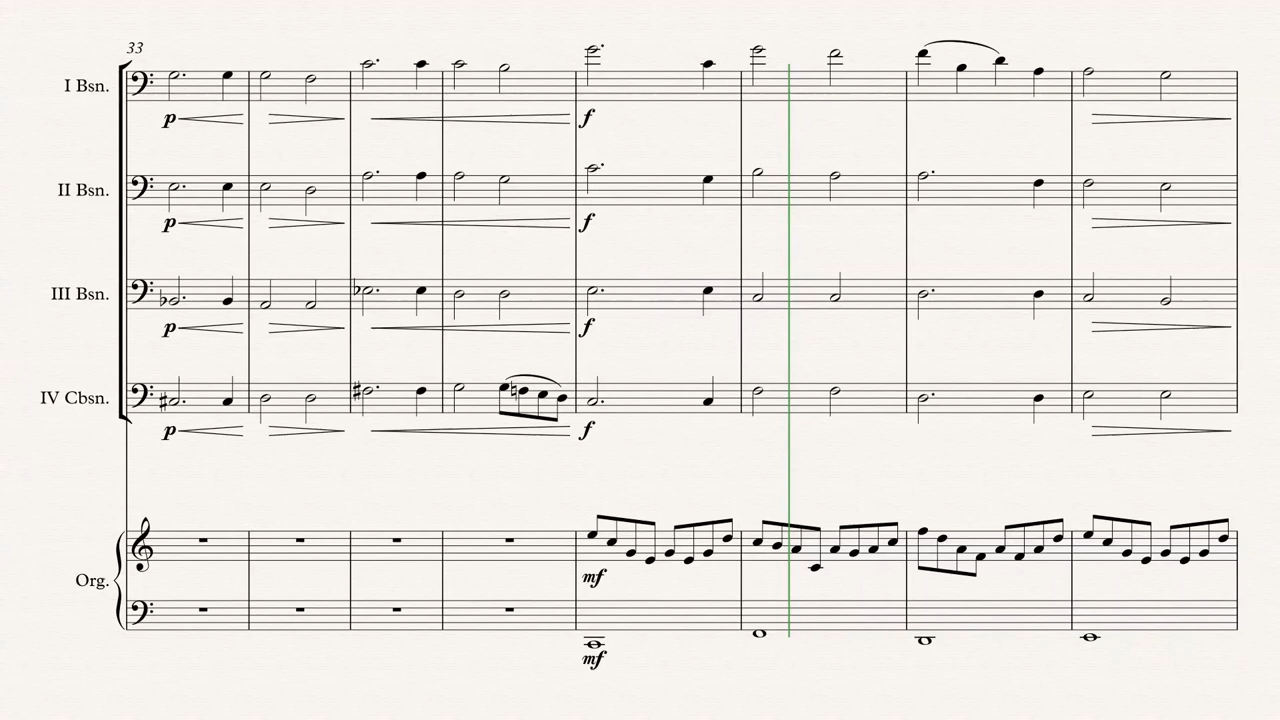 33
I Bsn.
p f
II Bsn.
p f
III Bsn.
p f
IV Cbsn.
p f
Org.
mf
mf